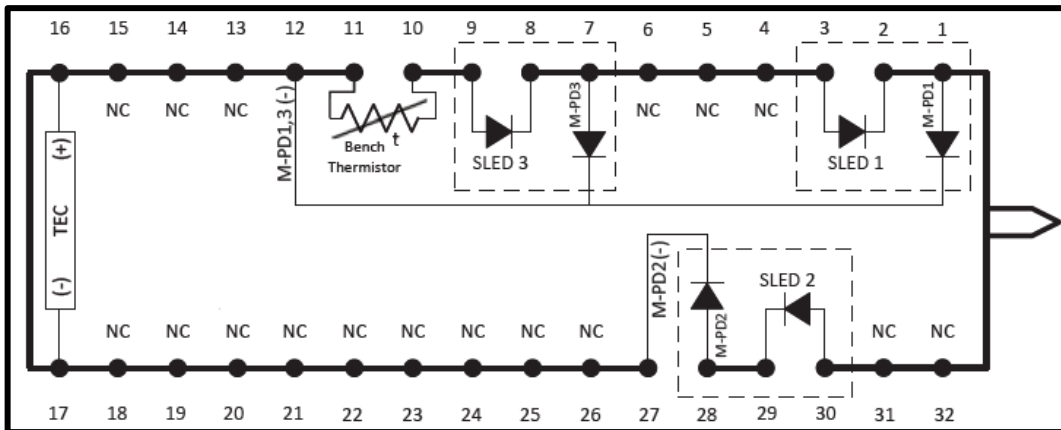 16 15 14 13 12 11 10 9 8 7 6 5 4 3 2 1
NC NC NC NC NC NC
M-PD1,3 (-)
t
Bench
Thermistor
SLED 3
M-PD3
SLED 1
M-PD1
(+)
TEC
(-)
M-PD2(-)
SLED 2
M-PD2
NC NC NC NC NC NC NC NC NC NC NC
17 18 19 20 21 22 23 24 25 26 27 28 29 30 31 32